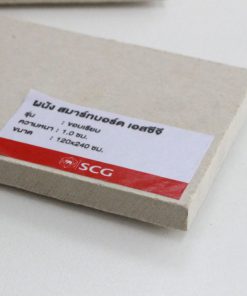 ผนัง สมาร์ทบอร์ด เอสซีจี
รุ่น : ขอบเรียบ
ความหนา : 1.0 ซม.
ขนาด : 120x240 ซม.
SCG